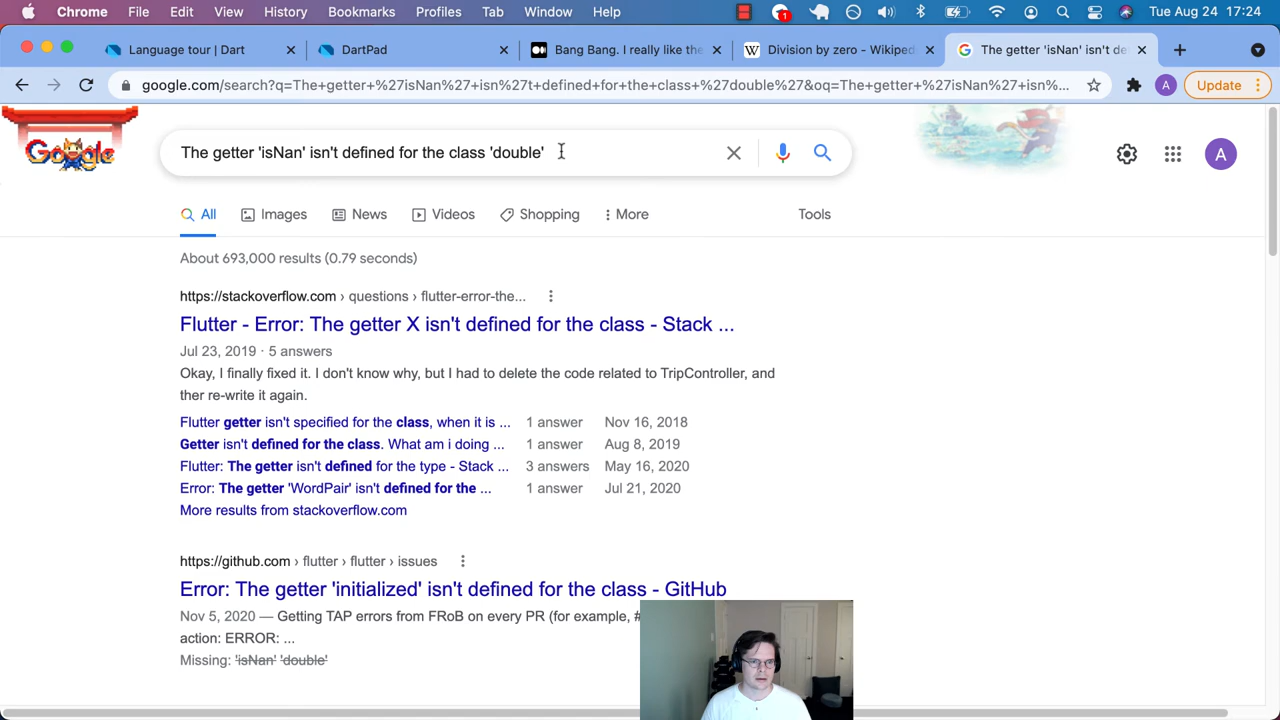 Chrome File Edit View History Bookmarks Profiles Tab Window Help 1 Tue Aug 24 17:24
Language tour | Dart DartPad Bang Bang. I really like the Division by zero - Wikiped The getter 'isNan' isn't de
google.com/search?q=The+getter+%27isNan%27+isn%27t+defined+for+the+class+%27double%27&oq=The+getter+%27isNan%27+isn%... A Update
Google The getter 'isNan' isn't defined for the class 'double' A
All Images News Videos Shopping More Tools
About 693,000 results (0.79 seconds)
https://stackoverflow.com › questions › flutter-error-the...
Flutter - Error: The getter X isn't defined for the class - Stack ...
Jul 23, 2019 · 5 answers
Okay, I finally fixed it. I don't know why, but I had to delete the code related to TripController, and
ther re-write it again.
Flutter getter isn't specified for the class, when it is ... 1 answer Nov 16, 2018
Getter isn't defined for the class. What am i doing ... 1 answer Aug 8, 2019
Flutter: The getter isn't defined for the type - Stack ... 3 answers May 16, 2020
Error: The getter 'WordPair' isn't defined for the ... 1 answer Jul 21, 2020
More results from stackoverflow.com
https://github.com › flutter › flutter › issues
Error: The getter 'initialized' isn't defined for the class - GitHub
Nov 5, 2020 — Getting TAP errors from FRoB on every PR (for example, #
action: ERROR: ...
Missing: 'isNan' 'double'